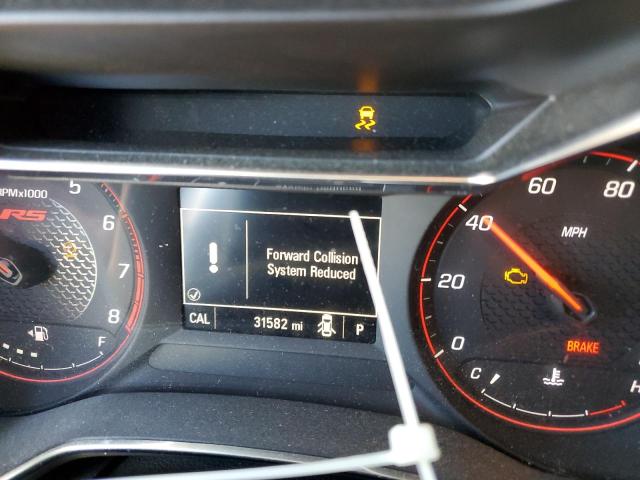 RPMx1000
5
6
7
8
RS
F
Forward Collision
System Reduced
CAL
31582 mi
P
0
20
40
60
80
MPH
BRAKE
C
H